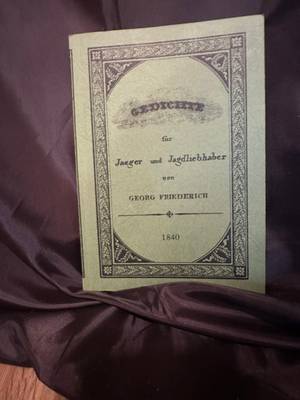 GEDICHTE
für
Jaeger und Jagdliebhaber
von
GEORG FRIEDERICH
1840